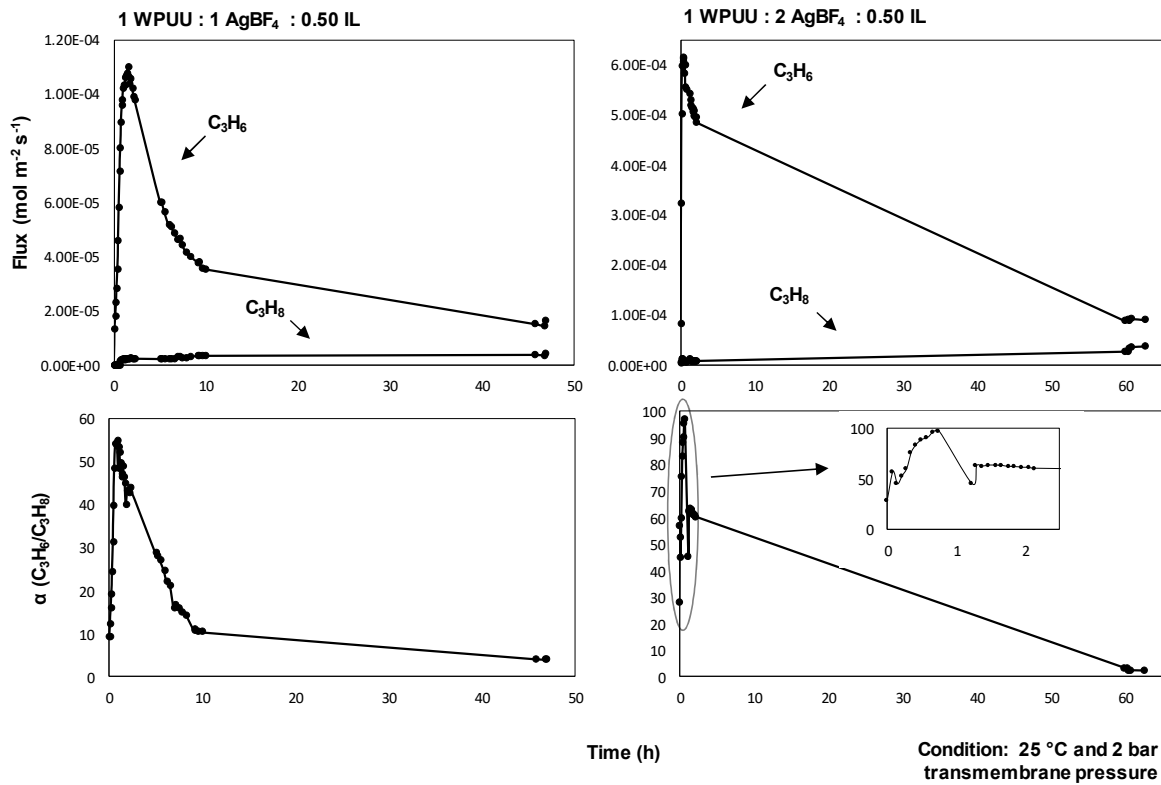 1 WPUU : 1 AgBF₄ : 0.50 IL
1.20E-04
1.00E-04
8.00E-05
6.00E-05
4.00E-05
2.00E-05
0.00E+00
Flux (mol m⁻² s⁻¹)
C₃H₆
C₃H₈
0 10 20 30 40 50
1 WPUU : 2 AgBF₄ : 0.50 IL
6.00E-04
5.00E-04
4.00E-04
3.00E-04
2.00E-04
1.00E-04
0.00E+00
C₃H₆
C₃H₈
0 10 20 30 40 50 60
60
50
40
30
20
10
0
α (C₃H₆/C₃H₈)
0 10 20 30 40 50
100
90
80
70
60
50
40
30
20
10
0
0 10 20 30 40 50 60
100
50
0
0 1 2
Time (h)
Condition: 25 °C and 2 bar
transmembrane pressure